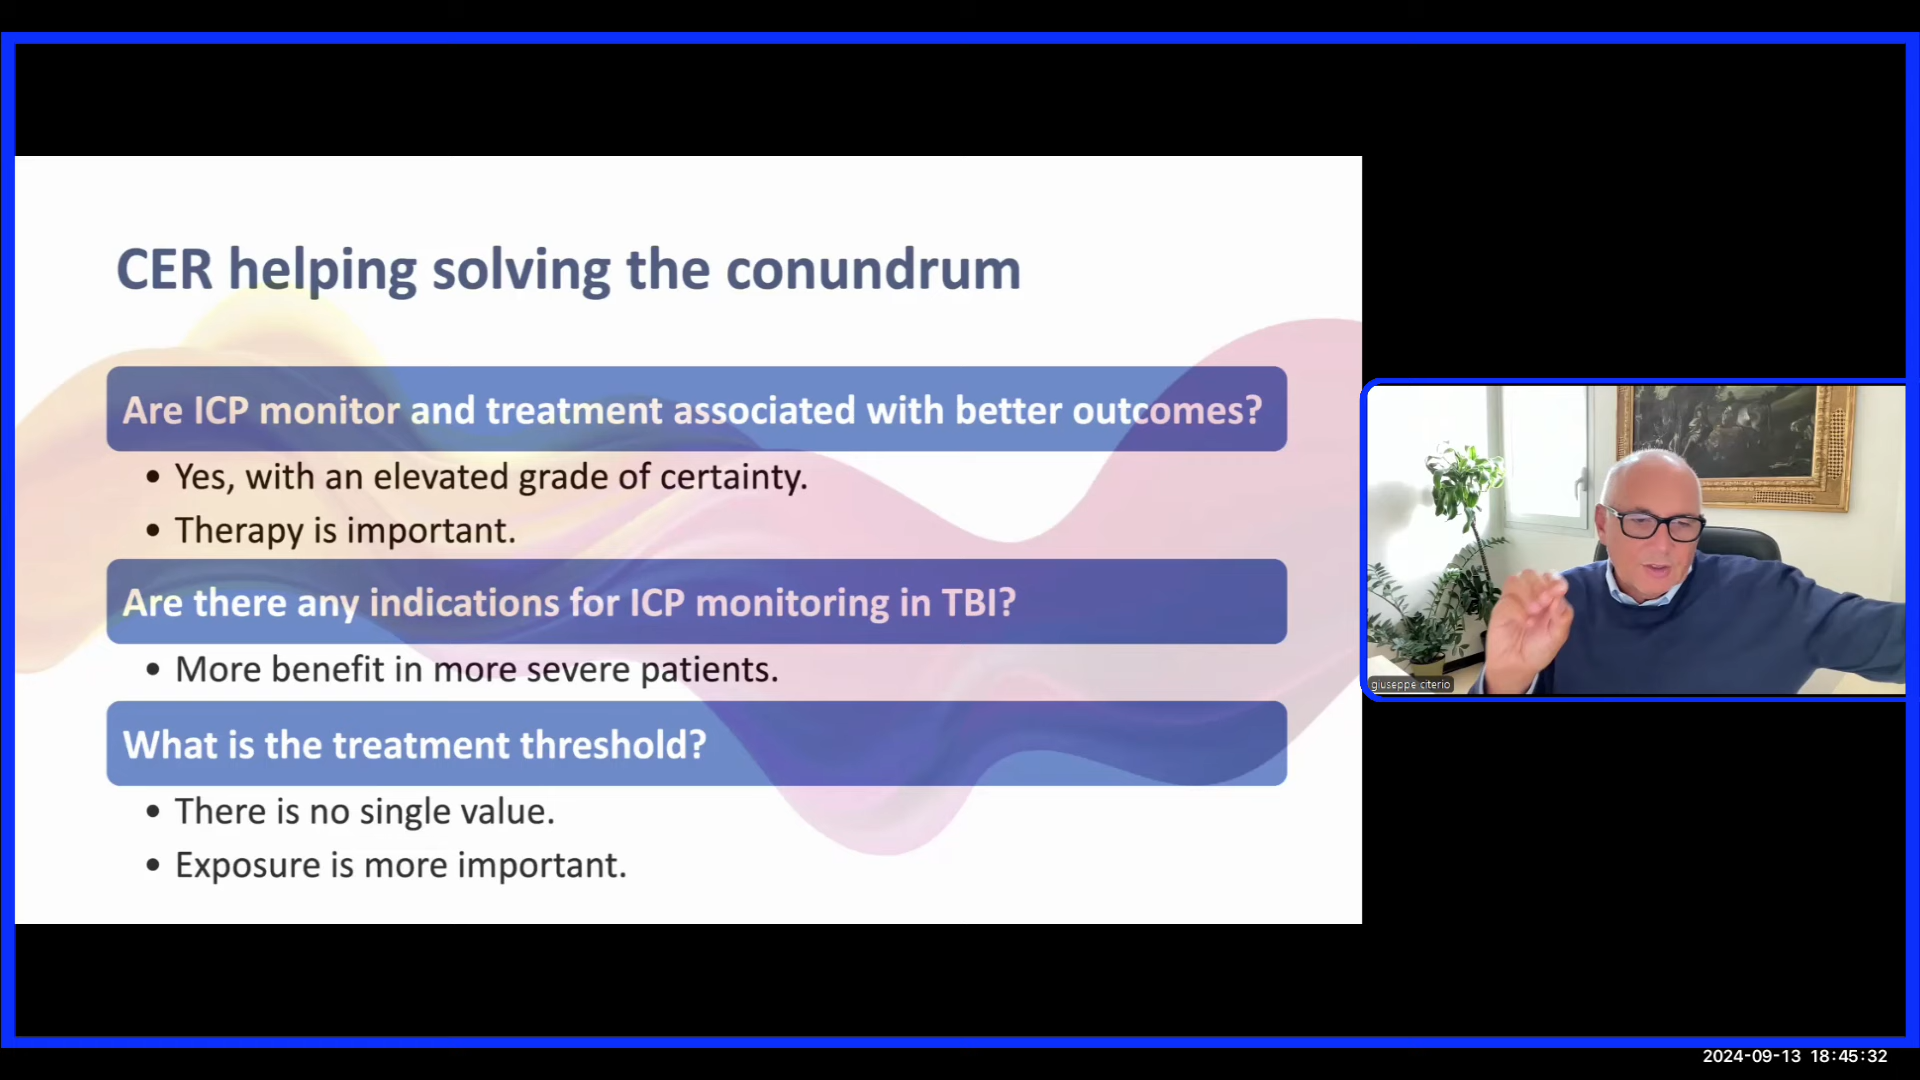 CER helping solving the conundrum
Are ICP monitor and treatment associated with better outcomes?
• Yes, with an elevated grade of certainty.
• Therapy is important.
Are there any indications for ICP monitoring in TBI?
• More benefit in more severe patients.
What is the treatment threshold?
• There is no single value.
• Exposure is more important.
giuseppe citerio
2024-09-13 18:45:32